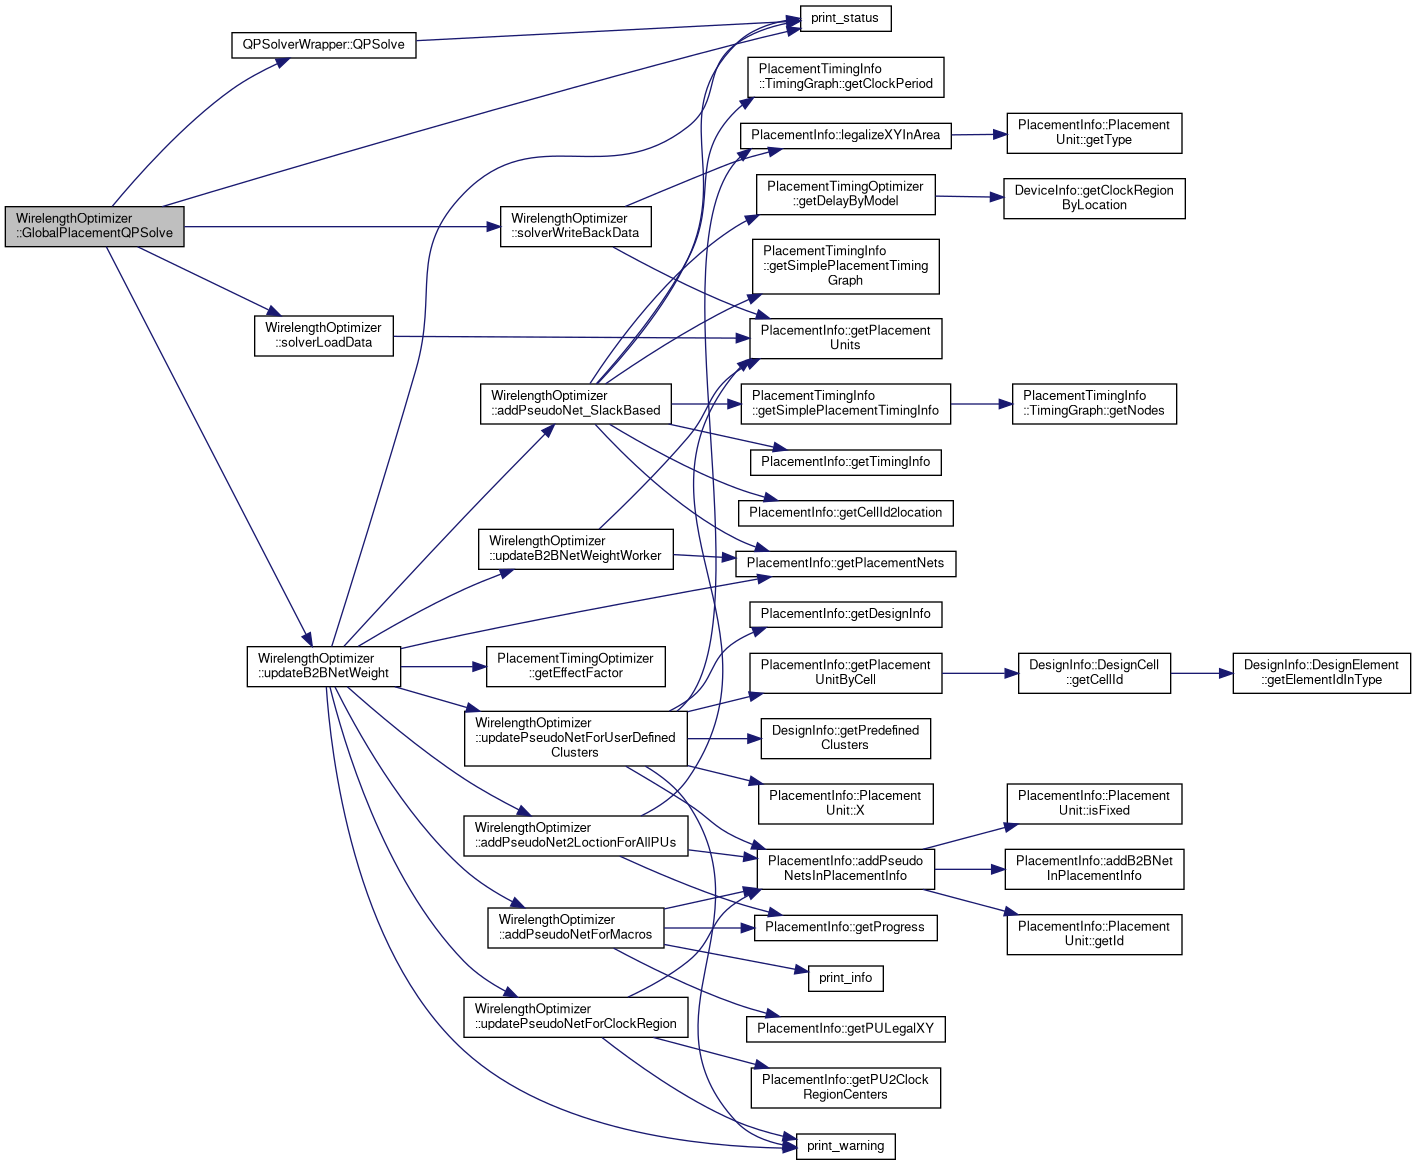 WirelengthOptimizer
::GlobalPlacementQPSolve
QPSolverWrapper::QPSolve
WirelengthOptimizer
::solverLoadData
WirelengthOptimizer
::updateB2BNetWeight
WirelengthOptimizer
::solverWriteBackData
WirelengthOptimizer
::addPseudoNet_SlackBased
WirelengthOptimizer
::updateB2BNetWeightWorker
PlacementTimingOptimizer
::getEffectFactor
WirelengthOptimizer
::updatePseudoNetForUserDefined
Clusters
WirelengthOptimizer
::addPseudoNet2LoctionForAllPUs
WirelengthOptimizer
::addPseudoNetForMacros
WirelengthOptimizer
::updatePseudoNetForClockRegion
print_status
PlacementTimingInfo
::TimingGraph::getClockPeriod
PlacementInfo::legalizeXYInArea
PlacementTimingOptimizer
::getDelayByModel
PlacementTimingInfo
::getSimplePlacementTiming
Graph
PlacementInfo::getPlacement
Units
PlacementTimingInfo
::getSimplePlacementTimingInfo
PlacementInfo::getTimingInfo
PlacementInfo::getCellId2location
PlacementInfo::getPlacementNets
PlacementInfo::getDesignInfo
PlacementInfo::getPlacement
UnitByCell
DesignInfo::getPredefined
Clusters
PlacementInfo::Placement
Unit::X
PlacementInfo::addPseudo
NetsInPlacementInfo
PlacementInfo::getProgress
print_info
PlacementInfo::getPULegalXY
PlacementInfo::getPU2Clock
RegionCenters
print_warning
PlacementInfo::Placement
Unit::getType
DeviceInfo::getClockRegion
ByLocation
PlacementTimingInfo
::TimingGraph::getNodes
DesignInfo::DesignCell
::getCellId
PlacementInfo::Placement
Unit::isFixed
PlacementInfo::addB2BNet
InPlacementInfo
PlacementInfo::Placement
Unit::getId
DesignInfo::DesignElement
::getElementIdInType